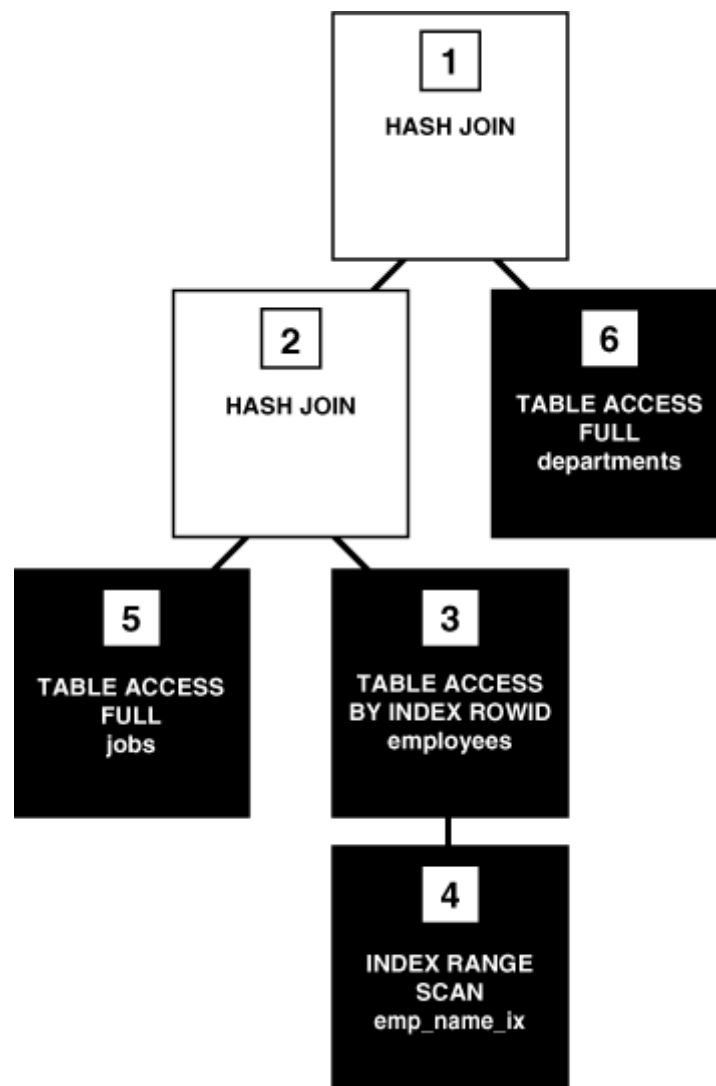 1
HASH JOIN
2
HASH JOIN
6
TABLE ACCESS
FULL
departments
5
TABLE ACCESS
FULL
jobs
3
TABLE ACCESS
BY INDEX ROWID
employees
4
INDEX RANGE
SCAN
emp_name_ix